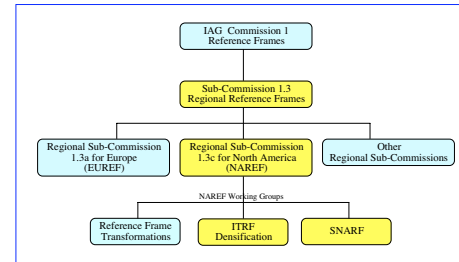 IAG Commission 1
Reference Frames
Sub-Commission 1.3
Regional Reference Frames
Regional Sub-Commission
1.3a for Europe
(EUREF)
Regional Sub-Commission
1.3c for North America
(NAREF)
Other
Regional Sub-Commissions
NAREF Working Groups
Reference Frame
Transformations
ITRF
Densification
SNARF